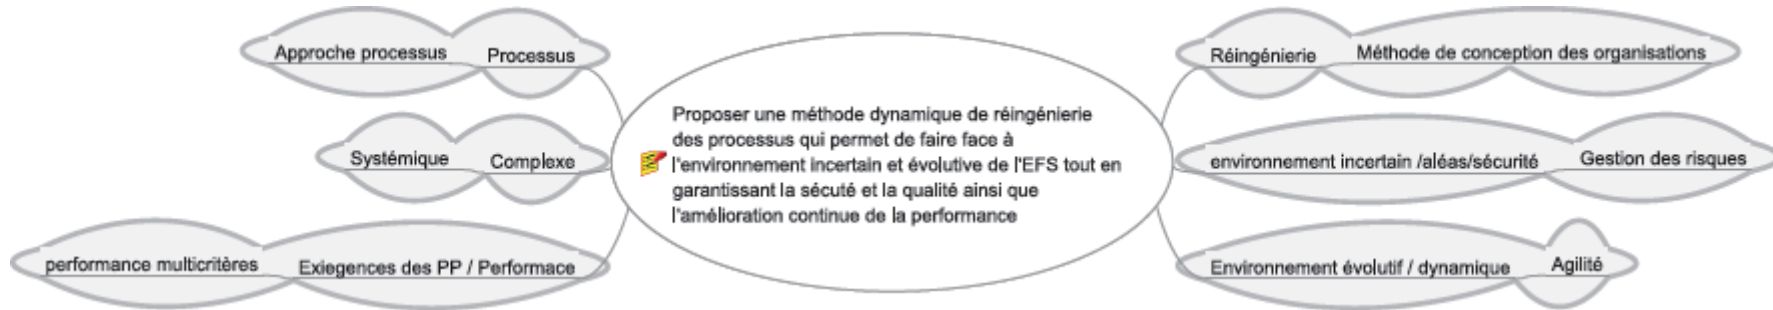 Approche processus
Processus
Systémique
Complexe
performance multicritères
Exiegences des PP / Performace
Proposer une méthode dynamique de réingénierie
des processus qui permet de faire face à
l'environnement incertain et évolutive de l'EFS tout en
garantissant la sécuté et la qualité ainsi que
l'amélioration continue de la performance
Réingénierie
Méthode de conception des organisations
environnement incertain /aléas/sécurité
Gestion des risques
Environnement évolutif / dynamique
Agilité